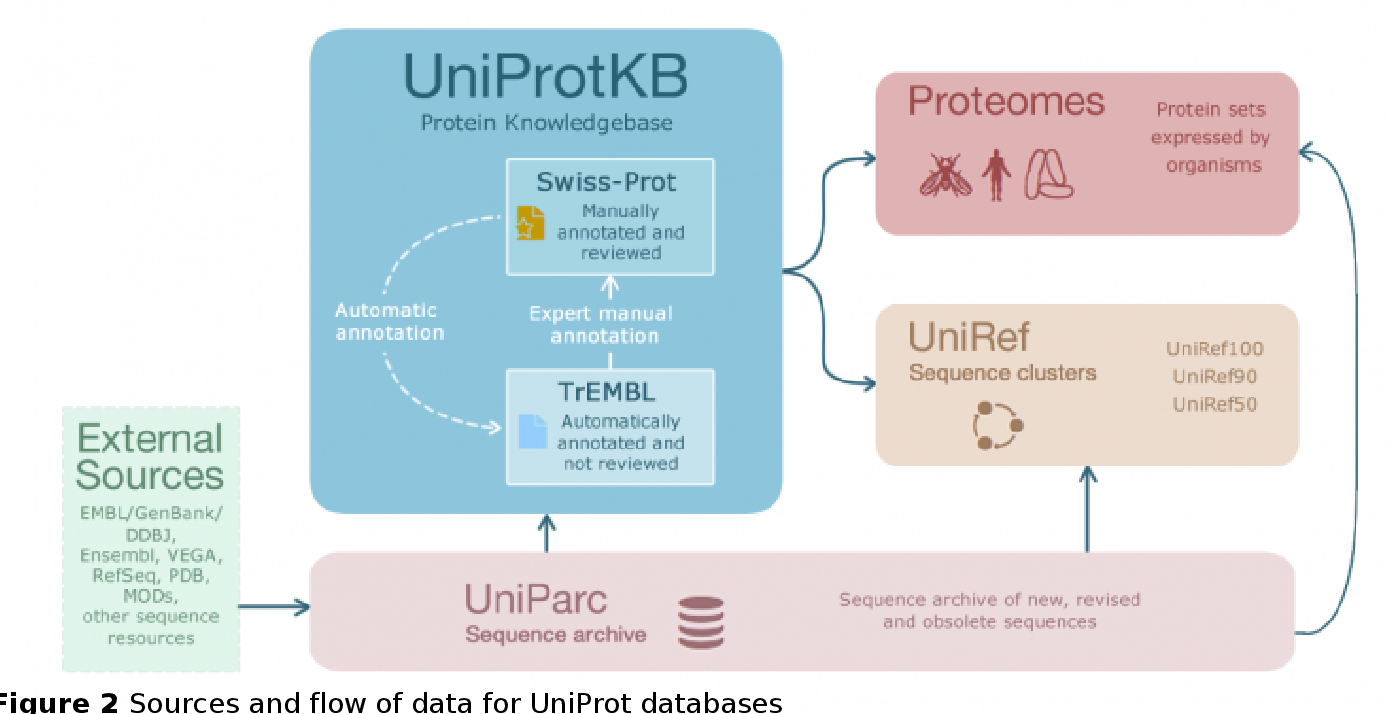 UniProtKB
Protein Knowledgebase
Swiss-Prot
Manually
annotated and
reviewed
Automatic
annotation
Expert manual
annotation
TrEMBL
Automatically
annotated and
not reviewed
Proteomes
Protein sets
expressed by
organisms
UniRef
Sequence clusters
UniRef100
UniRef90
UniRef50
External
Sources
EMBL/GenBank/
DDBJ,
Ensembl, VEGA,
RefSeq, PDB,
MODs,
other sequence
resources
UniParc
Sequence archive
Sequence archive of new, revised
and obsolete sequences
Figure 2 Sources and flow of data for UniProt databases